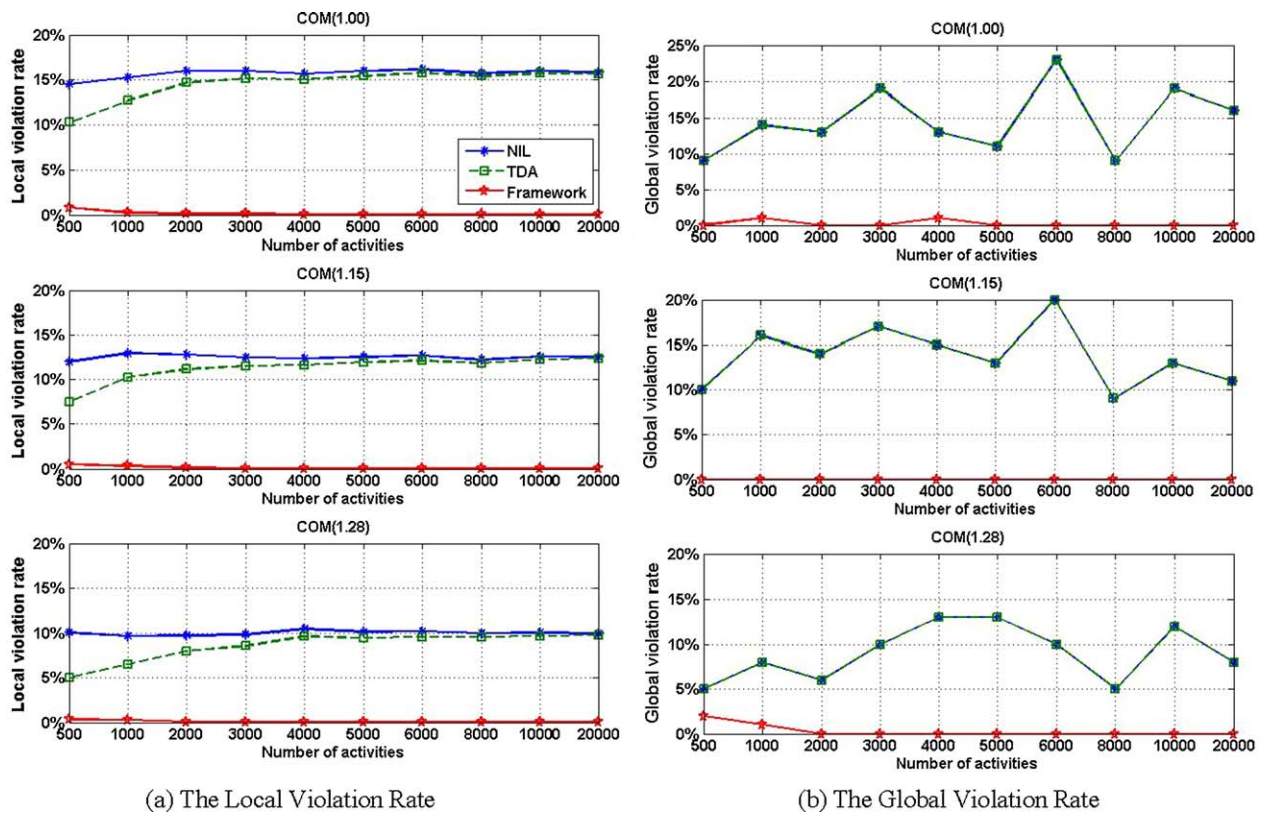 COM(1.00)
20%
15%
10%
5%
0%
Local violation rate
NIL
TDA
Framework
500 1000 2000 3000 4000 5000 6000 8000 10000 20000
Number of activities
COM(1.15)
20%
15%
10%
5%
0%
Local violation rate
500 1000 2000 3000 4000 5000 6000 8000 10000 20000
Number of activities
COM(1.28)
20%
15%
10%
5%
0%
Local violation rate
500 1000 2000 3000 4000 5000 6000 8000 10000 20000
Number of activities
(a) The Local Violation Rate
COM(1.00)
25%
20%
15%
10%
5%
0%
Global violation rate
500 1000 2000 3000 4000 5000 6000 8000 10000 20000
Number of activities
COM(1.15)
20%
15%
10%
5%
0%
Global violation rate
500 1000 2000 3000 4000 5000 6000 8000 10000 20000
Number of activities
COM(1.28)
20%
15%
10%
5%
0%
Global violation rate
500 1000 2000 3000 4000 5000 6000 8000 10000 20000
Number of activities
(b) The Global Violation Rate